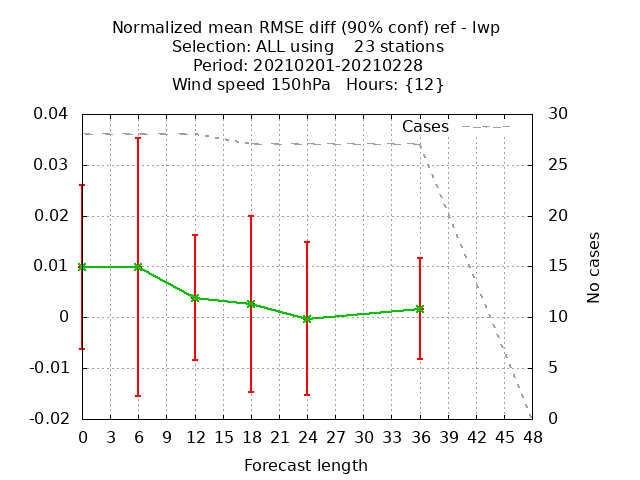 Normalized mean RMSE diff (90% conf) ref - lwp
Selection: ALL using    23 stations
Period: 20210201-20210228
Wind speed 150hPa   Hours: {12}
0.04
0.03
0.02
0.01
0
-0.01
-0.02
Cases
30
25
20
15
10
5
0
No cases
0 3 6 9 12 15 18 21 24 27 30 33 36 39 42 45 48
Forecast length